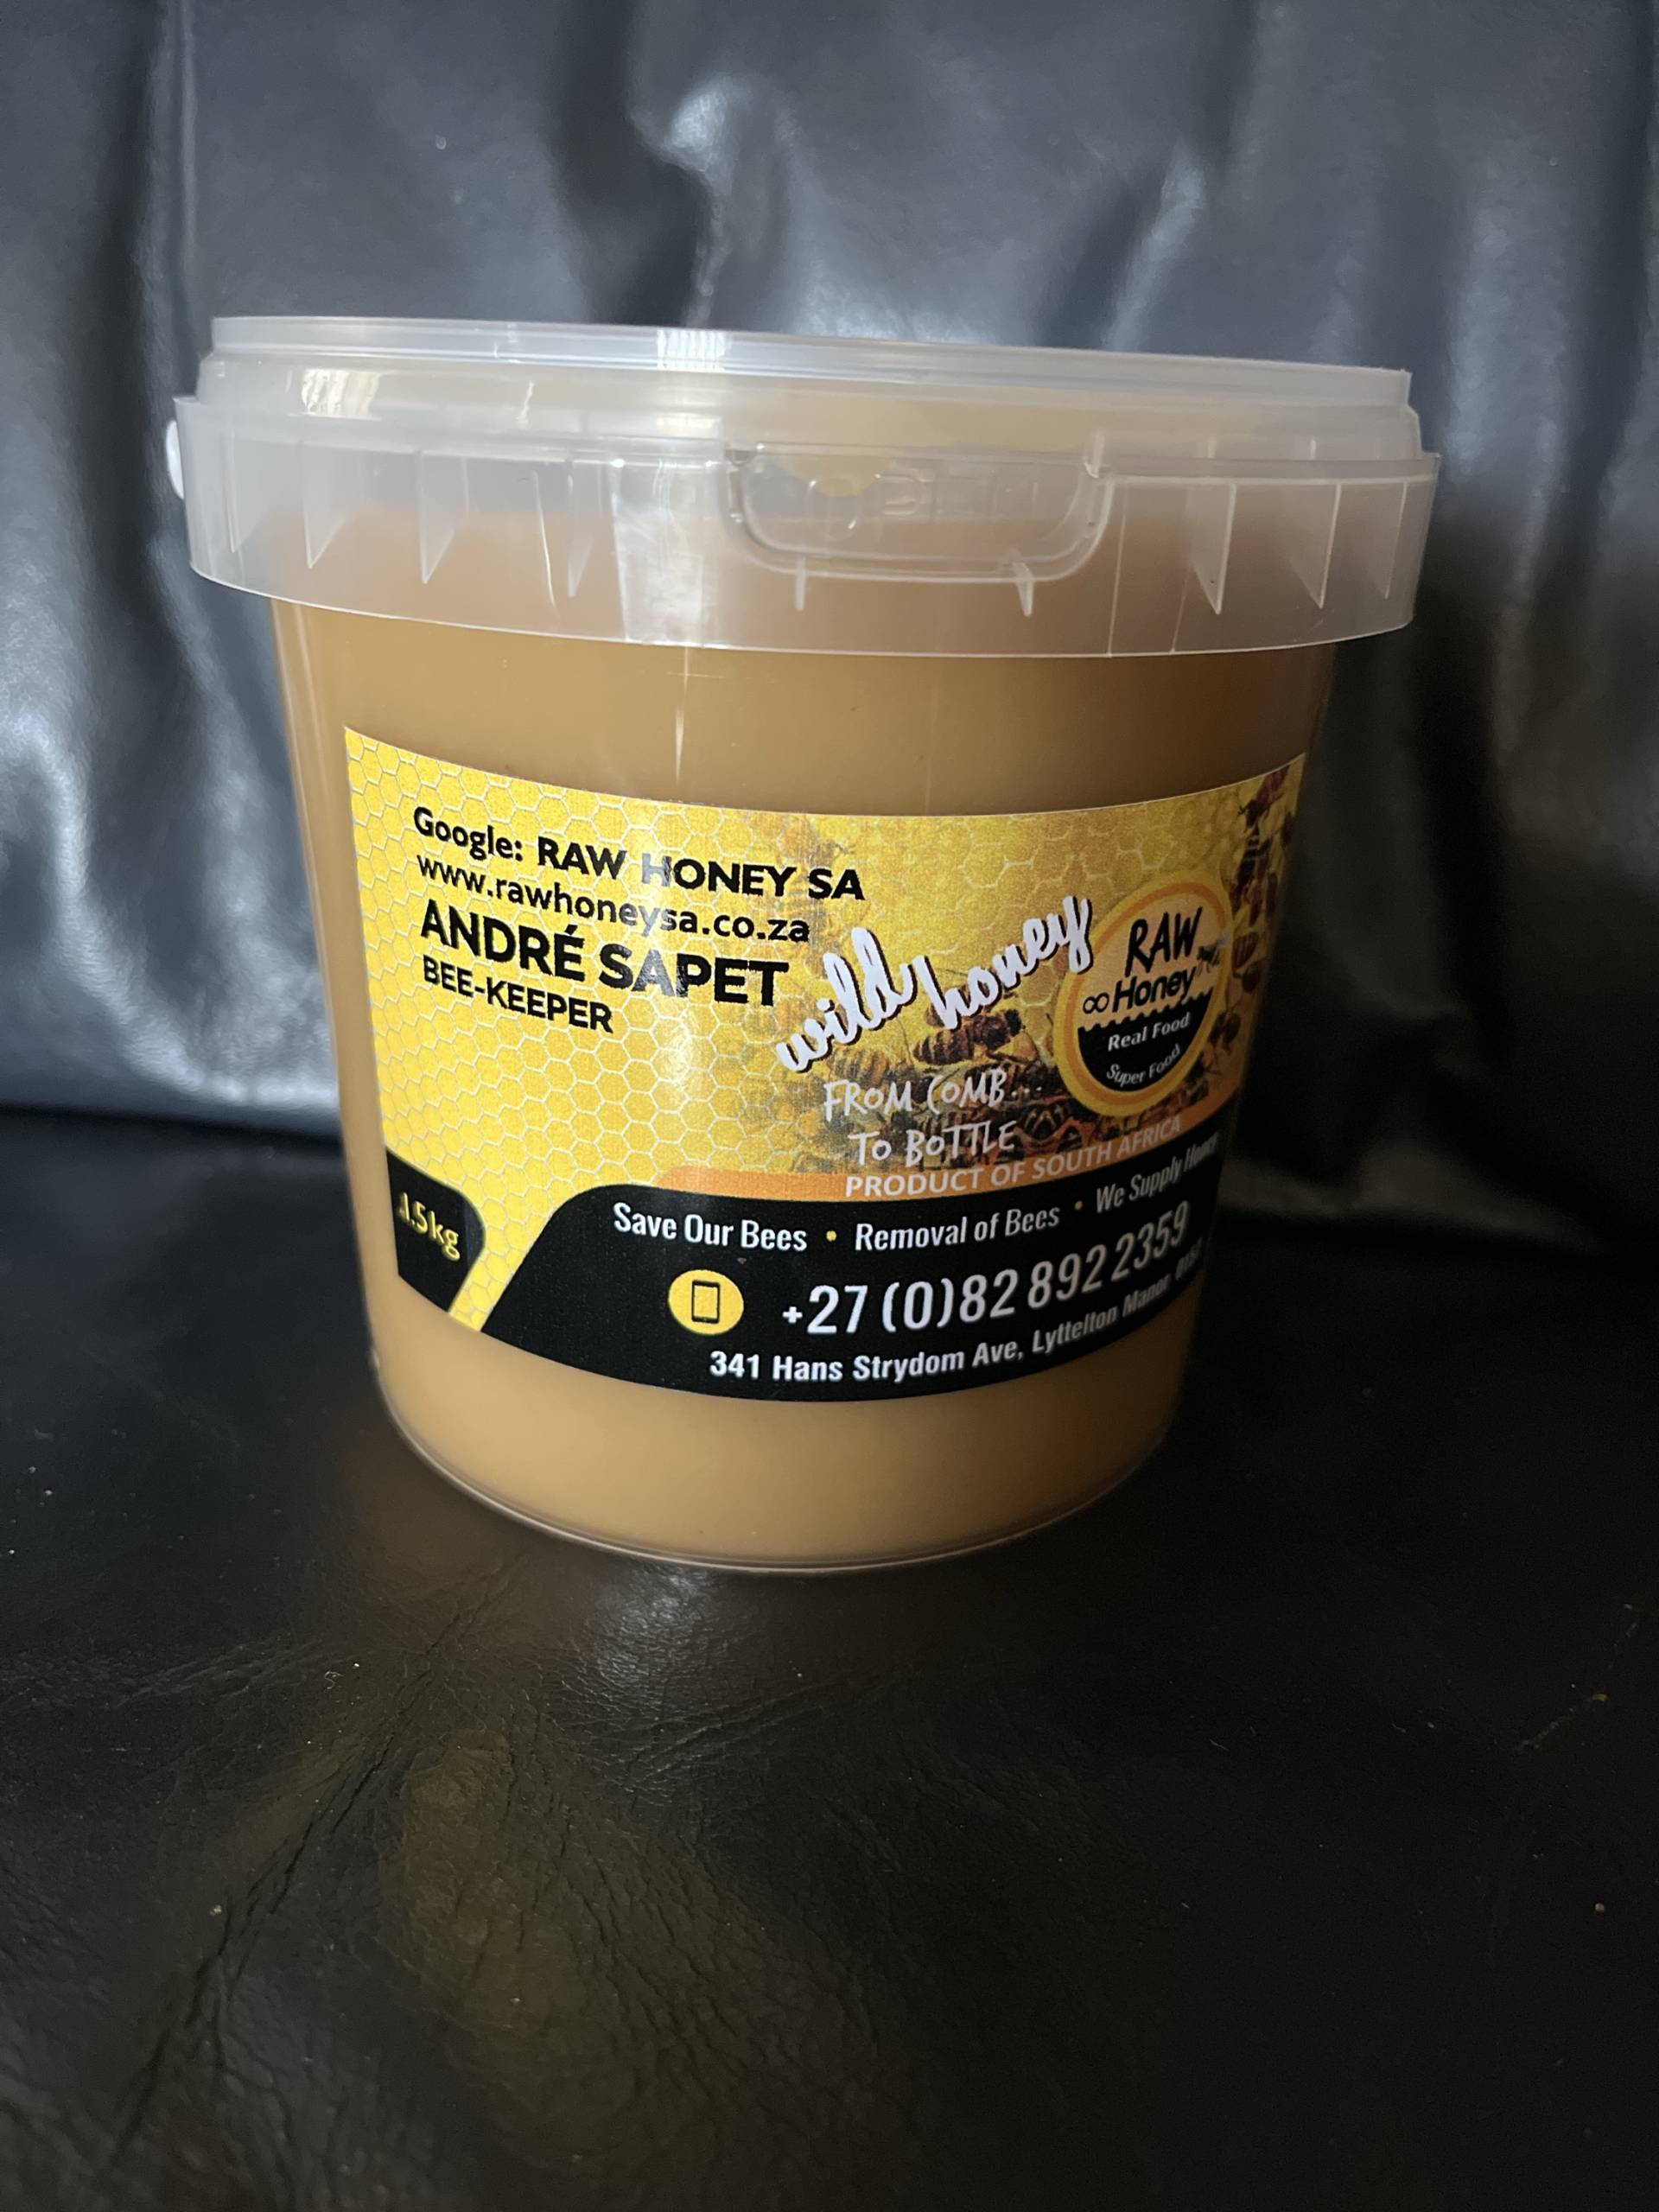 Google: RAW HONEY SA
www.rawhoneysa.co.za
ANDRÉ SAPET
BEE-KEEPER
wild honey
FROM COMB...
TO BOTTLE
RAW
Honey
Real Food
Super Food
PRODUCT OF SOUTH AFRICA
1.5kg
Save Our Bees • Removal of Bees • We Supply Honey
+27 (0)82 892 2359
341 Hans Strydom Ave, Lyttelton Manor,